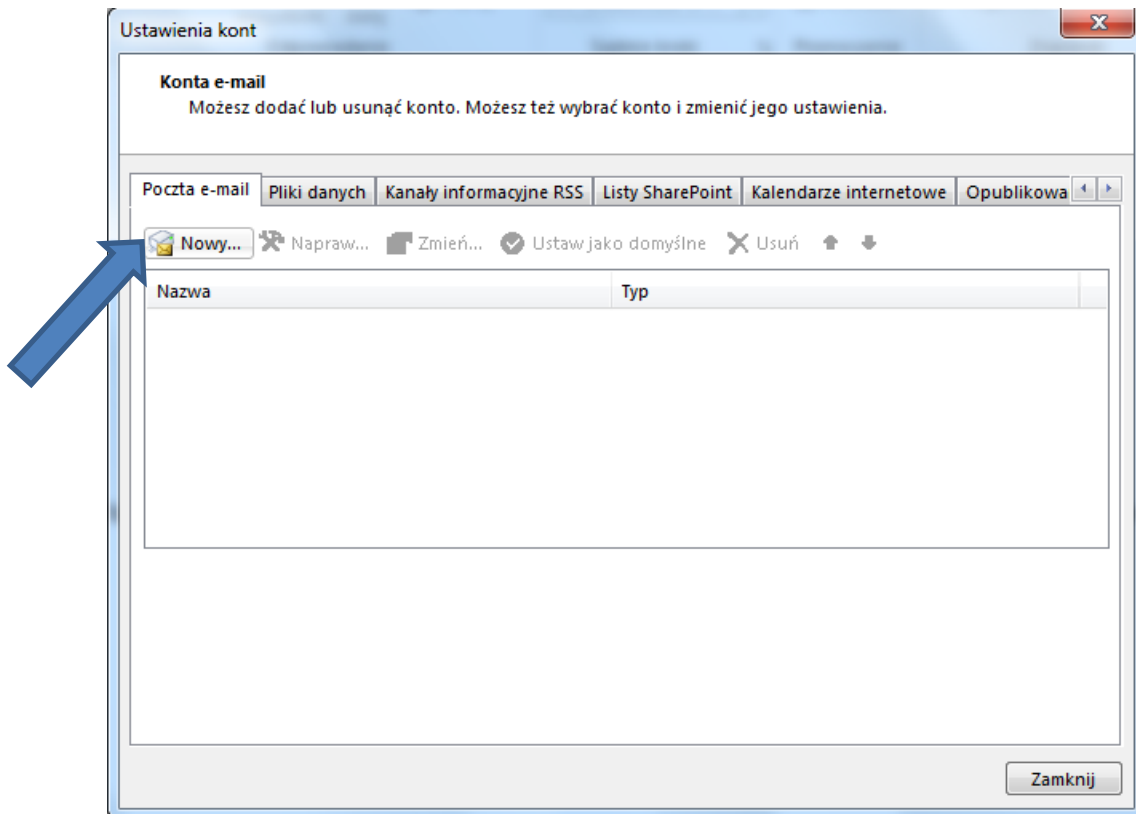 Ustawienia kont
Konta e-mail
Możesz dodać lub usunąć konto. Możesz też wybrać konto i zmienić jego ustawienia.
Poczta e-mail Pliki danych Kanały informacyjne RSS Listy SharePoint Kalendarze internetowe Opublikowa
Nowy... Napraw... Zmień... Ustaw jako domyślne Usuń
Nazwa Typ
Zamknij